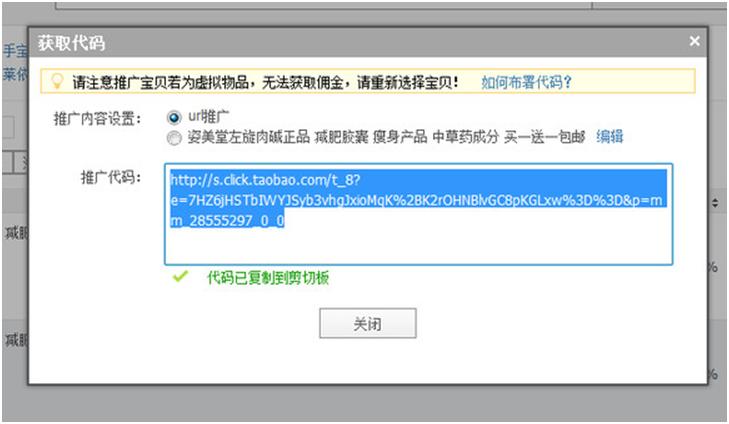 获取代码
手宝
莱依
请注意推广宝贝若为虚拟物品，无法获取佣金，请重新选择宝贝！ 如何布署代码？
推广内容设置： url推广
姿美堂左旋肉碱正品 减肥胶囊 瘦身产品 中草药成分 买一送一包邮 编辑
推广代码： http://s.click.taobao.com/t_8?
e=7HZ6jHSTbIWYJSyb3vhgJxioMqK%2BK2rOHNBlvGC8pKGLxw%3D%3D&p=m
m_28555297_0_0
减肥
%
代码已复制到剪切板
关闭
减肥
%